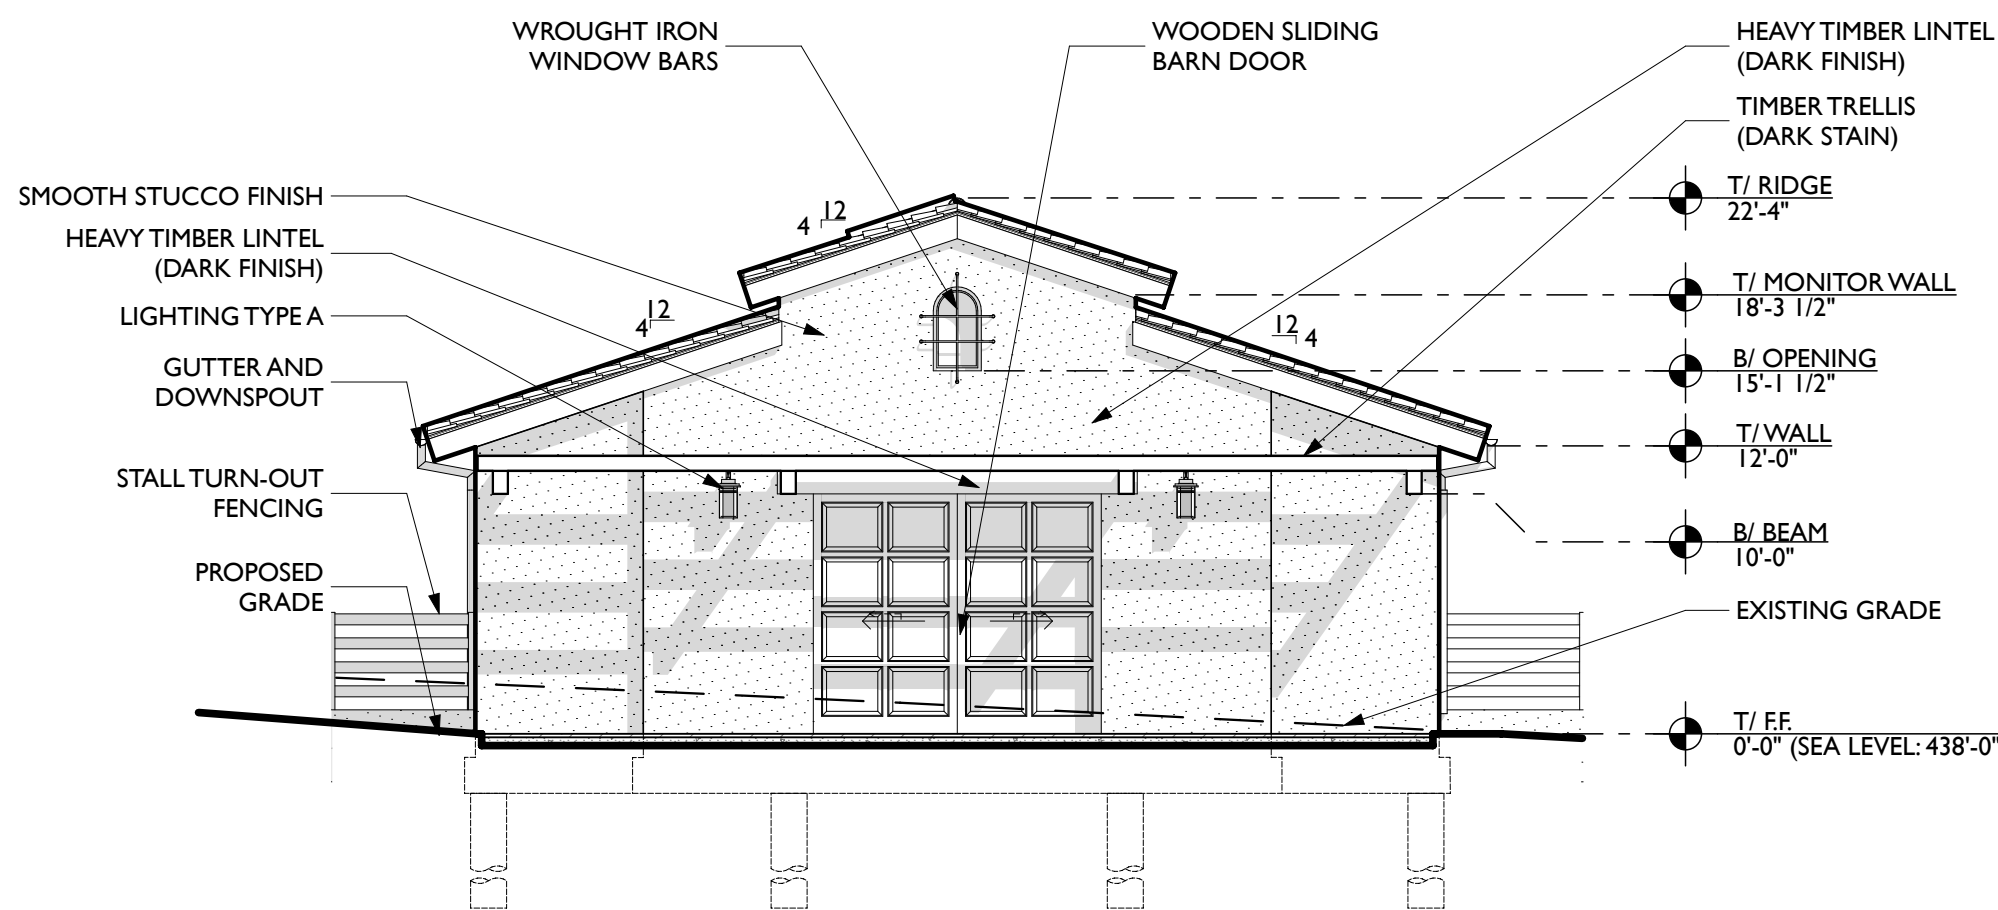 WROUGHT IRON
WINDOW BARS
WOODEN SLIDING
BARN DOOR
HEAVY TIMBER LINTEL
(DARK FINISH)
TIMBER TRELLIS
(DARK STAIN)
SMOOTH STUCCO FINISH
HEAVY TIMBER LINTEL
(DARK FINISH)
LIGHTING TYPE A
GUTTER AND
DOWNSPOUT
STALL TURN-OUT
FENCING
PROPOSED
GRADE
12
4
12
4
12
4
T/ RIDGE
22'-4"
T/ MONITOR WALL
18'-3 1/2"
B/ OPENING
15'-1 1/2"
T/ WALL
12'-0"
B/ BEAM
10'-0"
EXISTING GRADE
T/ F.F.
0'-0" (SEA LEVEL: 438'-0"